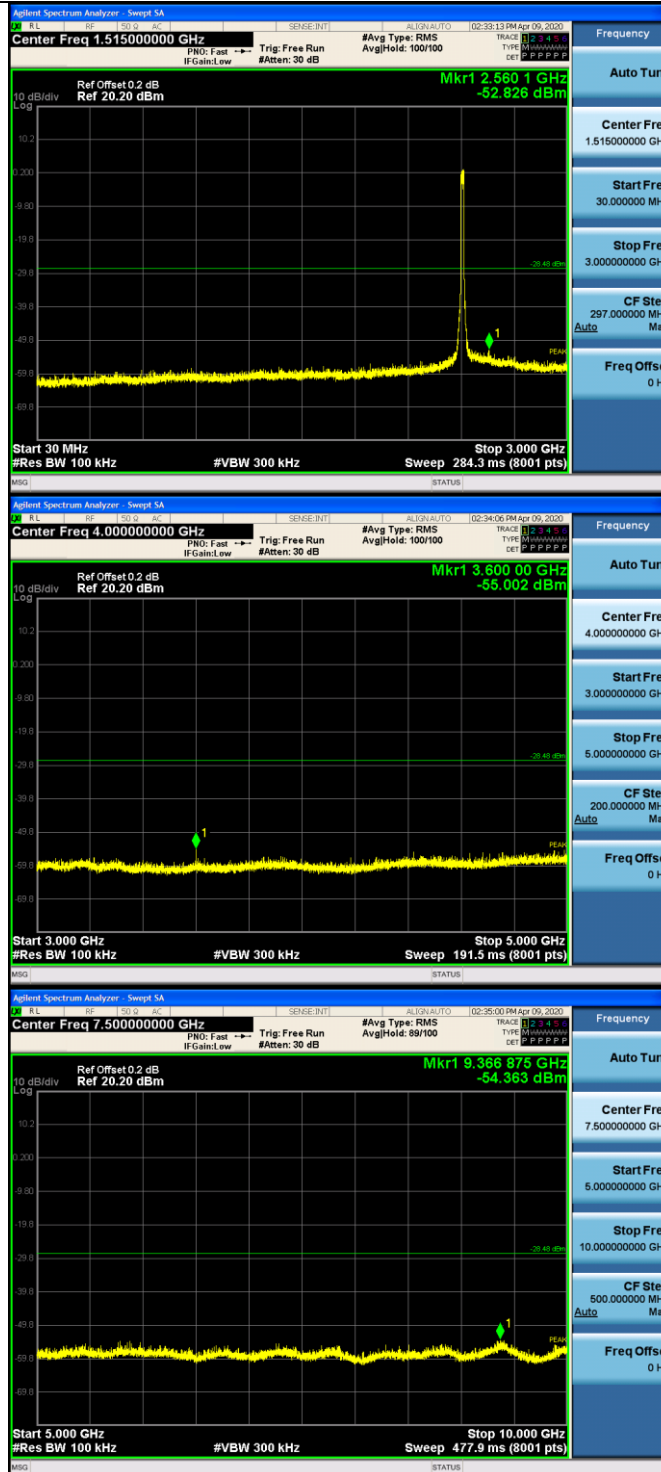 Agilent Spectrum Analyzer - Swept SA
RL RF 50 Ω AC SENSE:INT ALIGNAUTO 02:33:13 PM Apr 09, 2020
Center Freq 1.515000000 GHz
PNO: Fast
IFGain:Low
Trig: Free Run
#Atten: 30 dB
#Avg Type: RMS
Avg|Hold: 100/100
TRACE 1 2 3 4 5 6
TYPE M WWWWW
DET P P P P P P
Ref Offset 0.2 dB
Ref 20.20 dBm
10 dB/div
Log
Mkr1 2.560 1 GHz
-52.826 dBm
10.2
0.200
-9.80
-19.8
-28.48 dBm
-29.8
-39.8
-49.8
1
PEAK
-59.8
-69.8
Start 30 MHz
Stop 3.000 GHz
#Res BW 100 kHz #VBW 300 kHz Sweep 284.3 ms (8001 pts)
MSG STATUS
Frequency
Auto Tun
Center Fre
1.515000000 GH
Start Fre
30.000000 MH
Stop Fre
3.000000000 GH
CF Ste
297.000000 MH
Auto Ma
Freq Offse
0 H
Agilent Spectrum Analyzer - Swept SA
RL RF 50 Ω AC SENSE:INT ALIGNAUTO 02:34:06 PM Apr 09, 2020
Center Freq 4.000000000 GHz
PNO: Fast
IFGain:Low
Trig: Free Run
#Atten: 30 dB
#Avg Type: RMS
Avg|Hold: 100/100
TRACE 1 2 3 4 5 6
TYPE M WWWWW
DET P P P P P P
Ref Offset 0.2 dB
Ref 20.20 dBm
10 dB/div
Log
Mkr1 3.600 00 GHz
-55.002 dBm
10.2
0.200
-9.80
-19.8
-28.48 dBm
-29.8
-39.8
-49.8
1
PEAK
-59.8
-69.8
Start 3.000 GHz
Stop 5.000 GHz
#Res BW 100 kHz #VBW 300 kHz Sweep 191.5 ms (8001 pts)
MSG STATUS
Frequency
Auto Tun
Center Fre
4.000000000 GH
Start Fre
3.000000000 GH
Stop Fre
5.000000000 GH
CF Ste
200.000000 MH
Auto Ma
Freq Offse
0 H
Agilent Spectrum Analyzer - Swept SA
RL RF 50 Ω AC SENSE:INT ALIGNAUTO 02:35:00 PM Apr 09, 2020
Center Freq 7.500000000 GHz
PNO: Fast
IFGain:Low
Trig: Free Run
#Atten: 30 dB
#Avg Type: RMS
Avg|Hold: 89/100
TRACE 1 2 3 4 5 6
TYPE M WWWWW
DET P P P P P P
Ref Offset 0.2 dB
Ref 20.20 dBm
10 dB/div
Log
Mkr1 9.366 875 GHz
-54.363 dBm
10.2
0.200
-9.80
-19.8
-28.48 dBm
-29.8
-39.8
-49.8
1
PEAK
-59.8
-69.8
Start 5.000 GHz
Stop 10.000 GHz
#Res BW 100 kHz #VBW 300 kHz Sweep 477.9 ms (8001 pts)
MSG STATUS
Frequency
Auto Tun
Center Fre
7.500000000 GH
Start Fre
5.000000000 GH
Stop Fre
10.000000000 GH
CF Ste
500.000000 MH
Auto Ma
Freq Offse
0 H